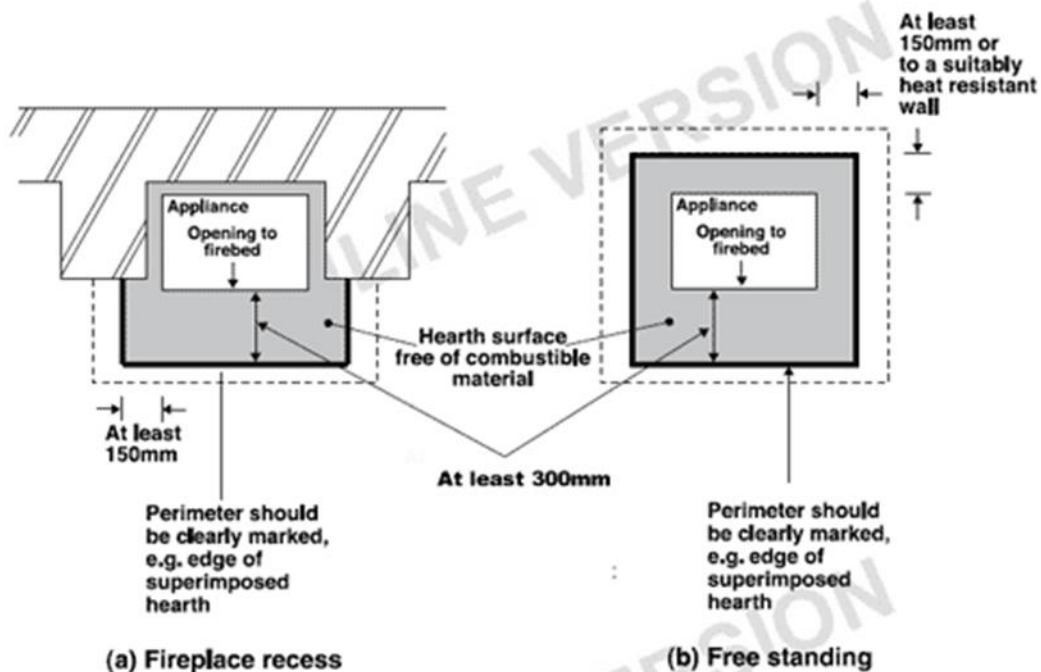 At least
150mm or
to a suitably
heat resistant
wall
Appliance
Opening to
firebed
Appliance
Opening to
firebed
Hearth surface
free of combustible
material
At least
150mm
At least 300mm
Perimeter should
be clearly marked,
e.g. edge of
superimposed
hearth
Perimeter should
be clearly marked,
e.g. edge of
superimposed
hearth
(a) Fireplace recess
(b) Free standing
LINE VERSION
VERSION